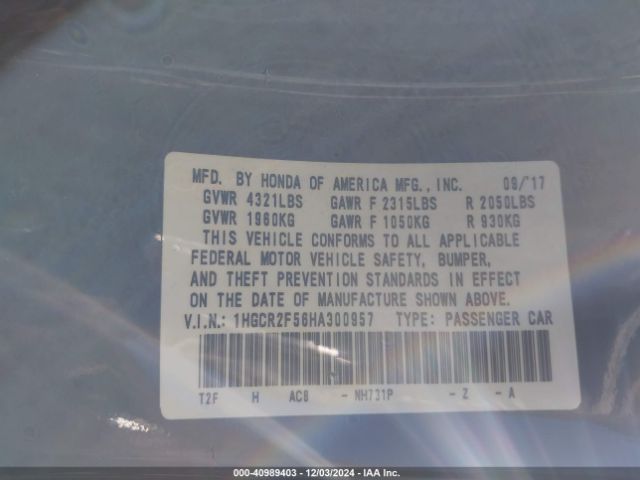 MFD. BY HONDA OF AMERICA MFG., INC. 09/'17
GVWR 4321LBS GAWR F 2315LBS R 2050LBS
GVWR 1960KG GAWR F 1050KG R 930KG
THIS VEHICLE CONFORMS TO ALL APPLICABLE
FEDERAL MOTOR VEHICLE SAFETY, BUMPER,
AND THEFT PREVENTION STANDARDS IN EFFECT
ON THE DATE OF MANUFACTURE SHOWN ABOVE.
V.I.N.: 1HGCR2F56HA300957 TYPE: PASSENGER CAR
T2F H AC8 - NH731P - Z - A
000-40989403 - 12/03/2024 - IAA Inc.